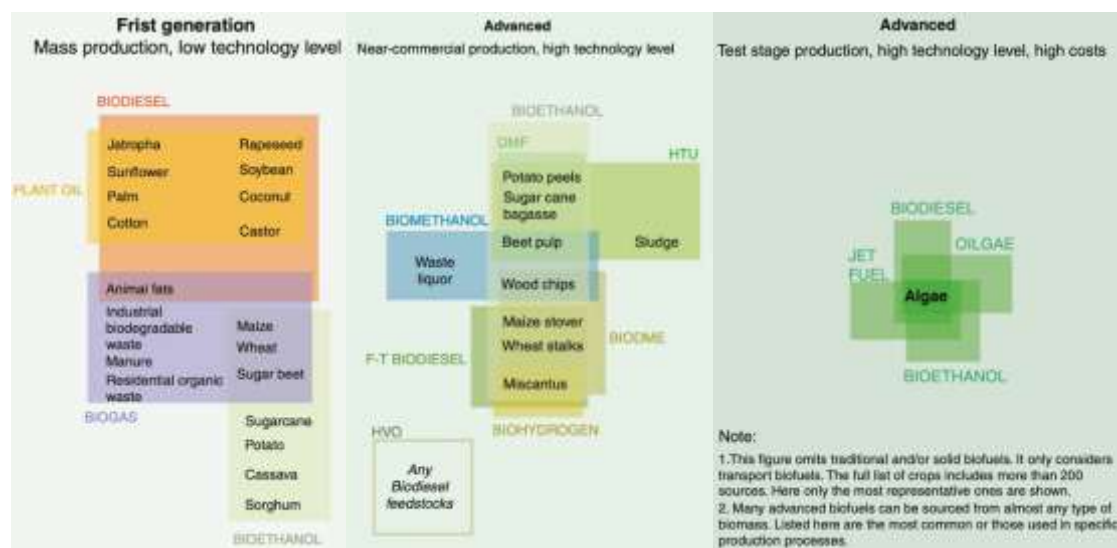 Frist generation
Mass production, low technology level
BIODIESEL
Jatropha
Rapeseed
Sunflower
Soybean
PLANT OIL
Palm
Coconut
Cotton
Castor
Animal fats
Industrial
biodegradable
waste
Maize
Manure
Wheat
Residential organic
waste
Sugar beet
BIOGAS
Sugarcane
Potato
Cassava
Sorghum
BIOETHANOL
Advanced
Near-commercial production, high technology level
BIOETHANOL
DMF
HTU
Potato peels
Sugar cane
bagasse
BIOMETHANOL
Beet pulp
Sludge
Waste
liquor
Wood chips
Maize stover
BIODME
Wheat stalks
F-T BIODIESEL
Miscantus
BIOHYDROGEN
HVO
Any
Biodiesel
feedstocks
Advanced
Test stage production, high technology level, high costs
BIODIESEL
OILGAE
JET
FUEL
Algae
BIOETHANOL
Note:
1.This figure omits traditional and/or solid biofuels. It only considers
transport biofuels. The full list of crops includes more than 200
sources. Here only the most representative ones are shown.
2. Many advanced biofuels can be sourced from almost any type of
biomass. Listed here are the most common or those used in specific
production processes.